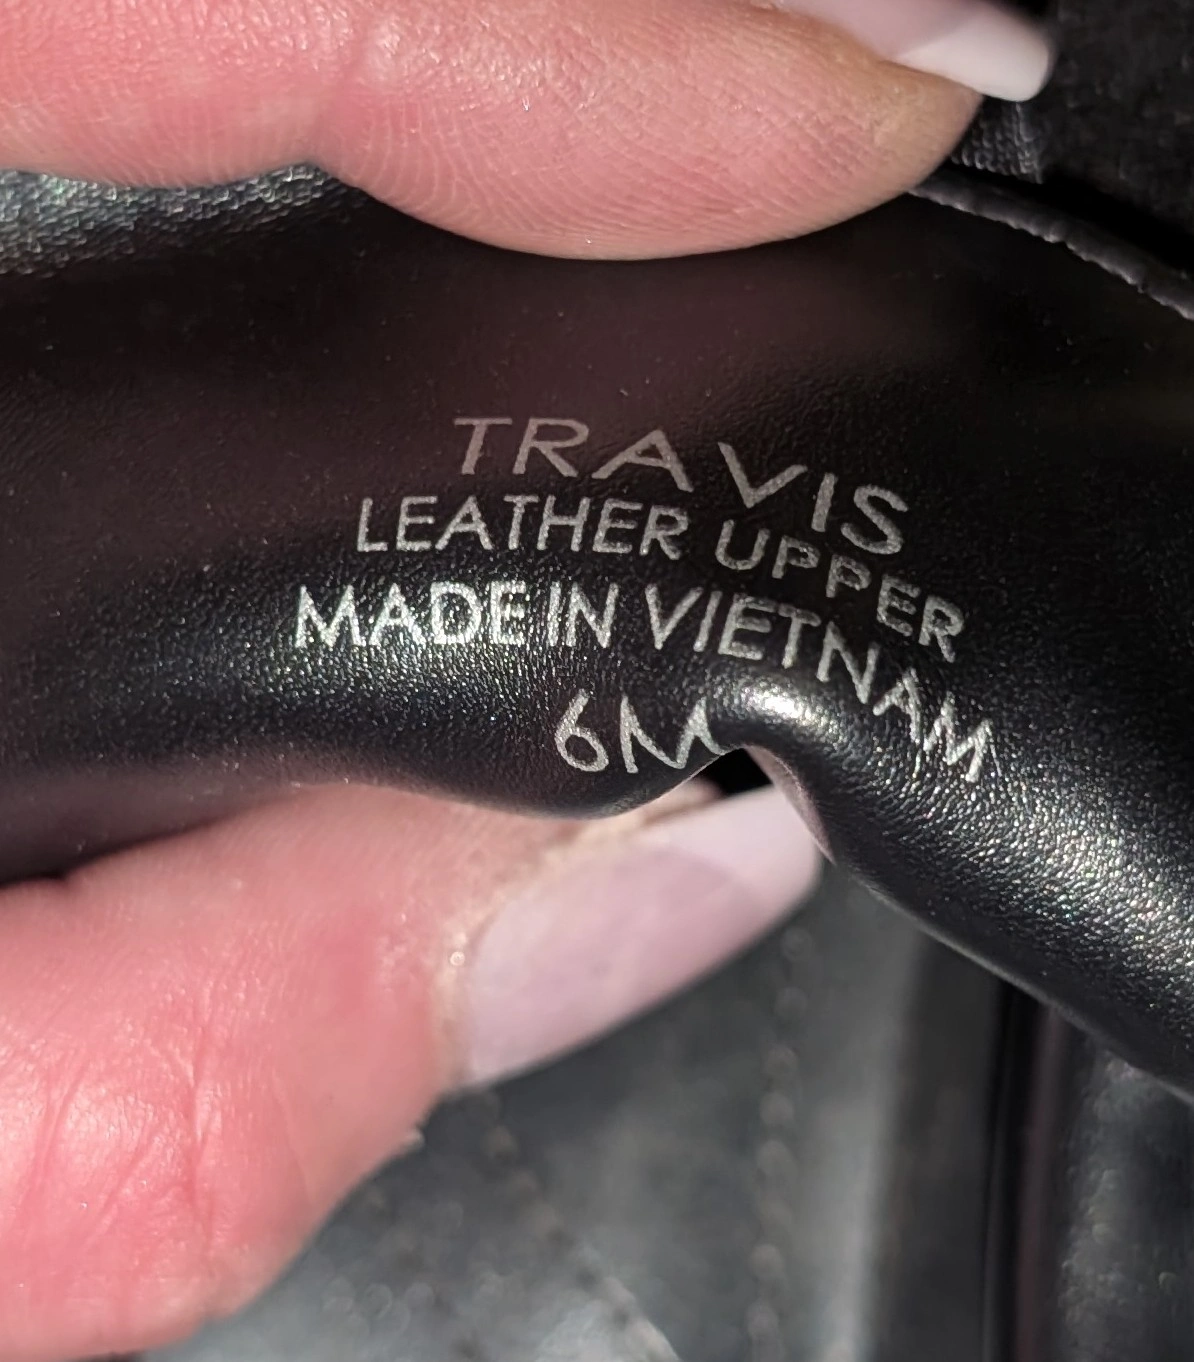 TRAVIS
LEATHER UPPER
MADE IN VIETNAM
6M